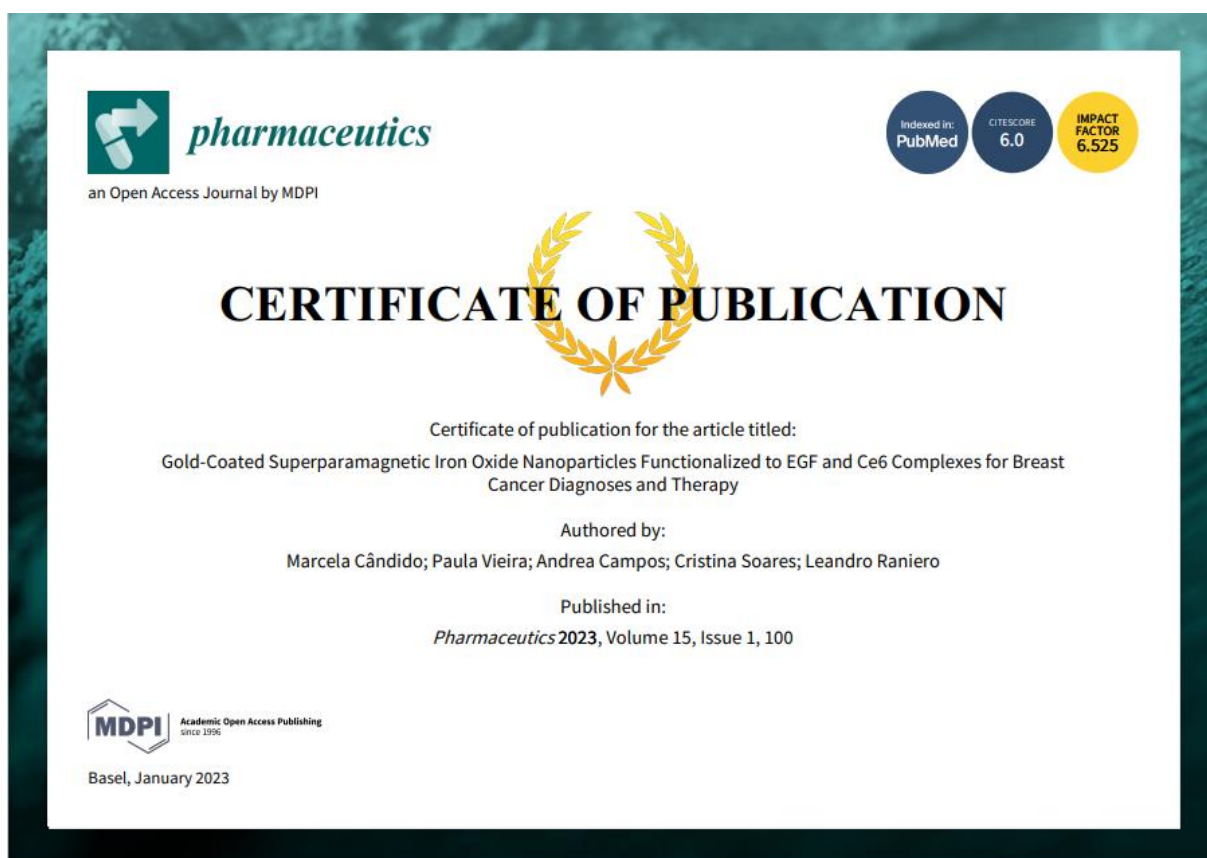 pharmaceutics
an Open Access Journal by MDPI
Indexed in:
PubMed
CITESCORE
6.0
IMPACT
FACTOR
6.525
CERTIFICATE OF PUBLICATION
Certificate of publication for the article titled:
Gold-Coated Superparamagnetic Iron Oxide Nanoparticles Functionalized to EGF and Ce6 Complexes for Breast
Cancer Diagnoses and Therapy
Authored by:
Marcela Cândido; Paula Vieira; Andrea Campos; Cristina Soares; Leandro Raniero
Published in:
Pharmaceutics 2023, Volume 15, Issue 1, 100
MDPI
Academic Open Access Publishing
since 1996
Basel, January 2023